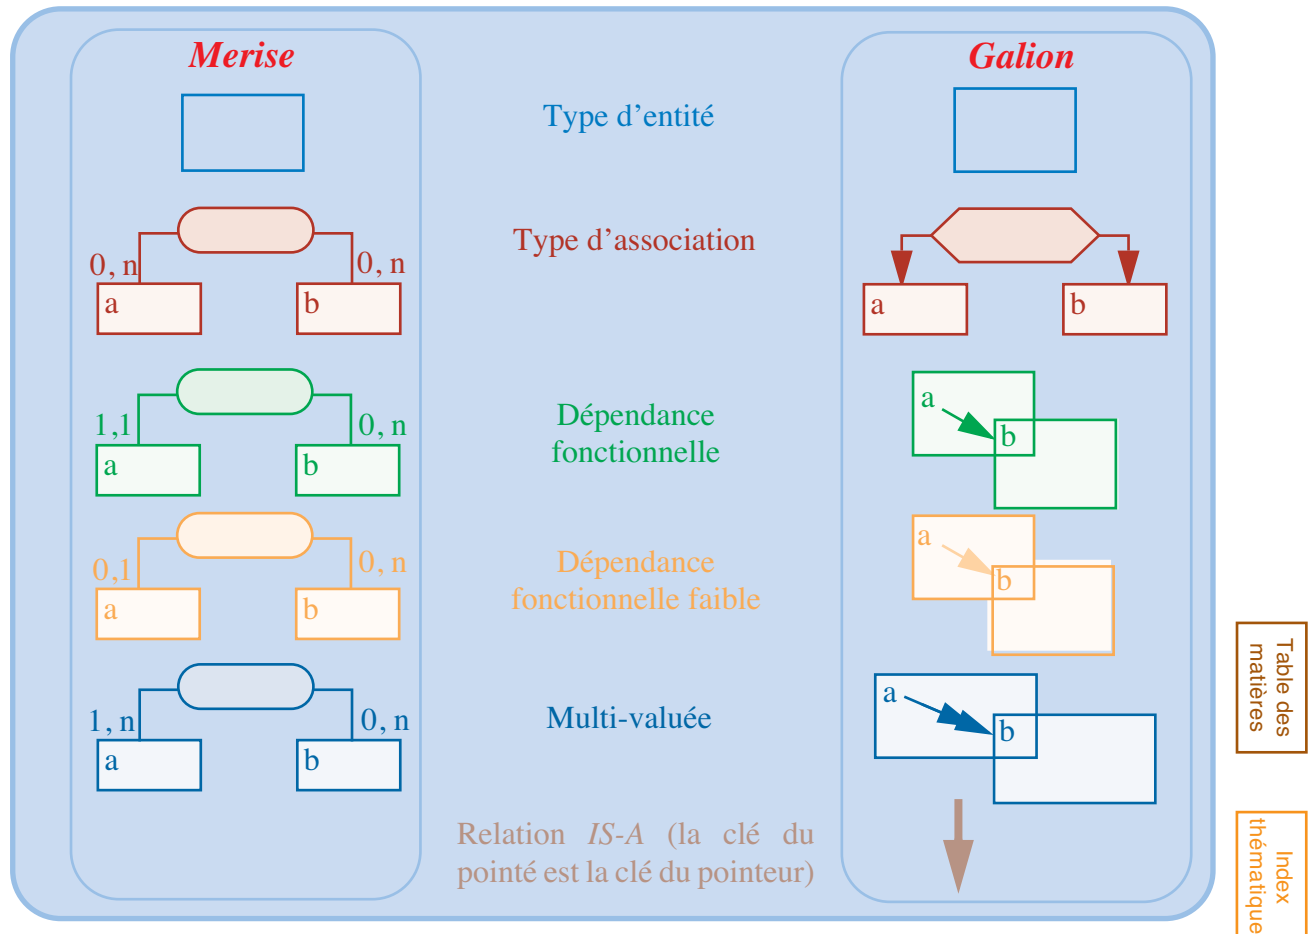 Merise
Galion
Type d'entité
Type d'association
0, n
0, n
a
b
a
b
Dépendance
fonctionnelle
1,1
0, n
a
b
a
b
Dépendance
fonctionnelle faible
0,1
0, n
a
b
a
b
Multi-valuée
1, n
0, n
a
b
a
b
Relation IS-A (la clé du
pointé est la clé du pointeur)
Table des
matières
Index
thématique